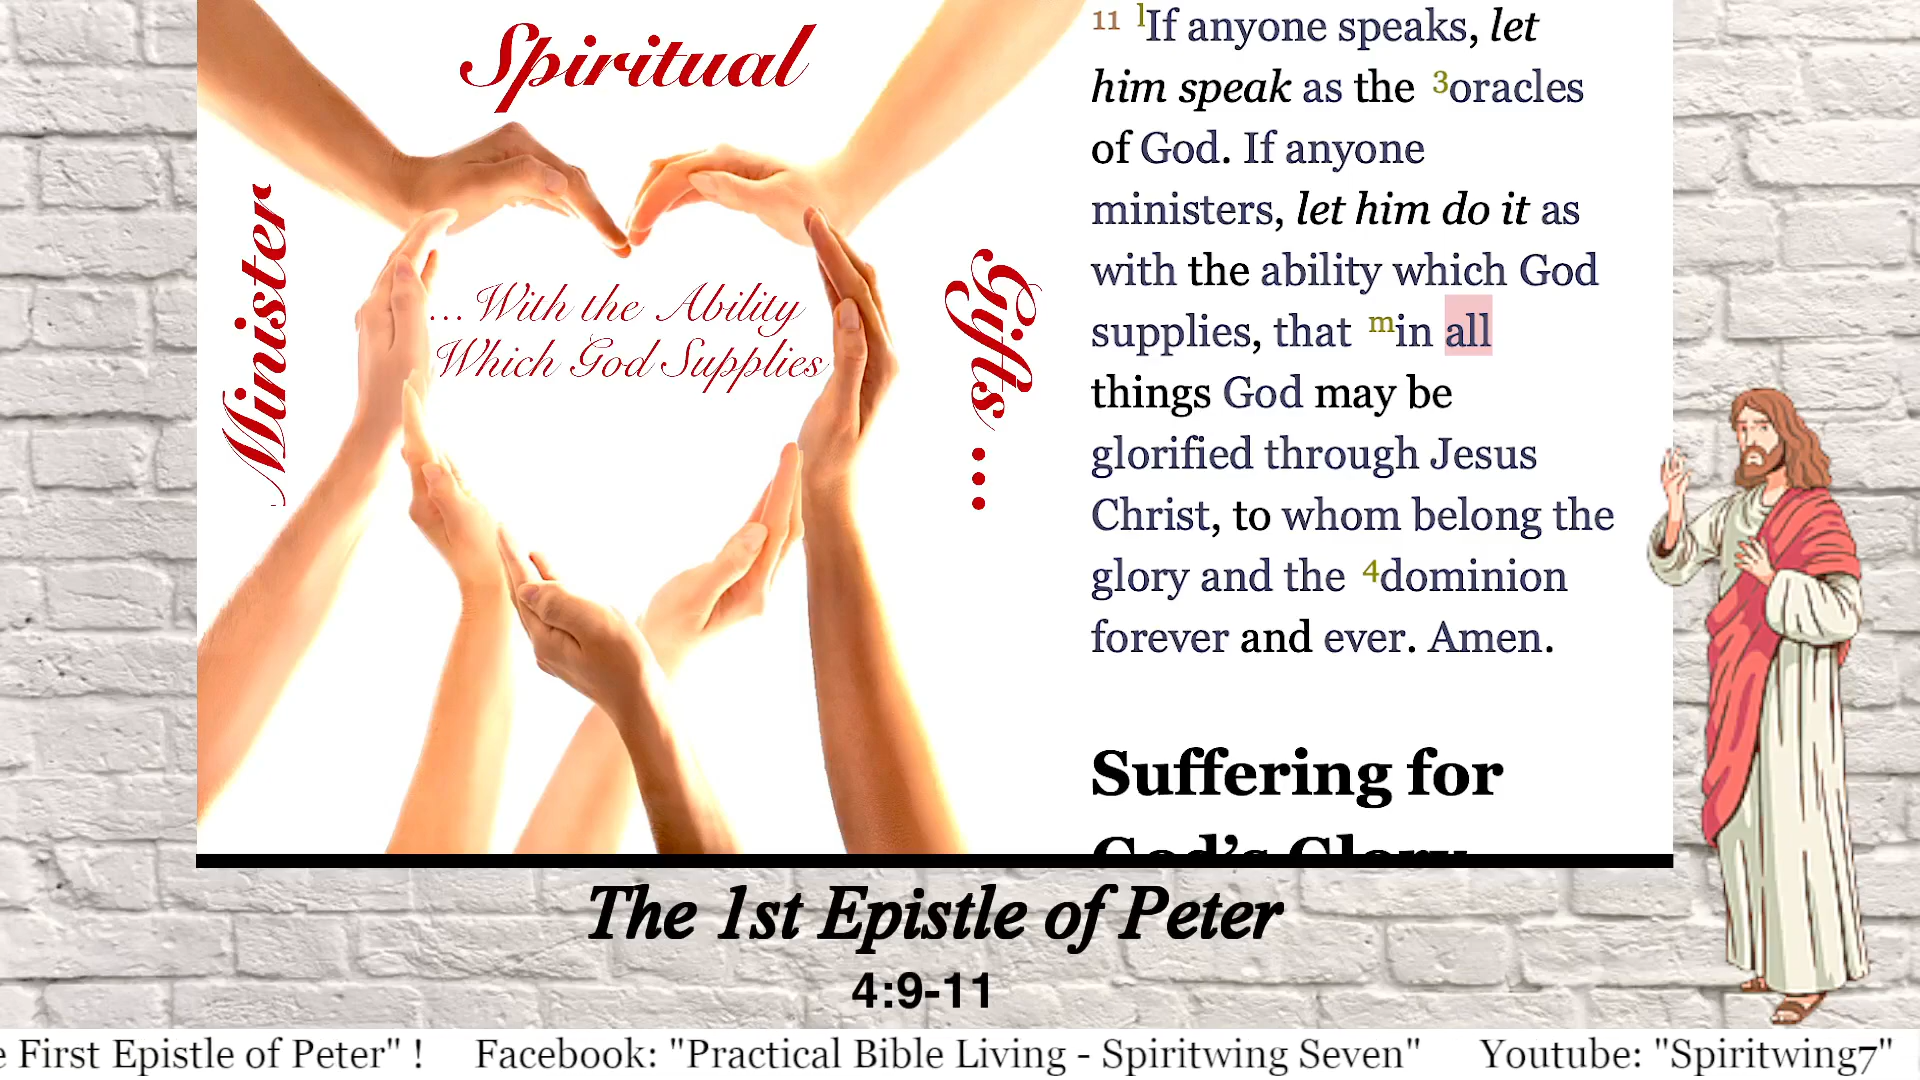 Spiritual
Minister
Gifts ...
... With the Ability
Which God Supplies
11 lIf anyone speaks, let
him speak as the 3oracles
of God. If anyone
ministers, let him do it as
with the ability which God
supplies, that min all
things God may be
glorified through Jesus
Christ, to whom belong the
glory and the 4dominion
forever and ever. Amen.
Suffering for
God's Glory
The 1st Epistle of Peter
4:9-11
e First Epistle of Peter" ! Facebook: "Practical Bible Living - Spiritwing Seven" Youtube: "Spiritwing7"